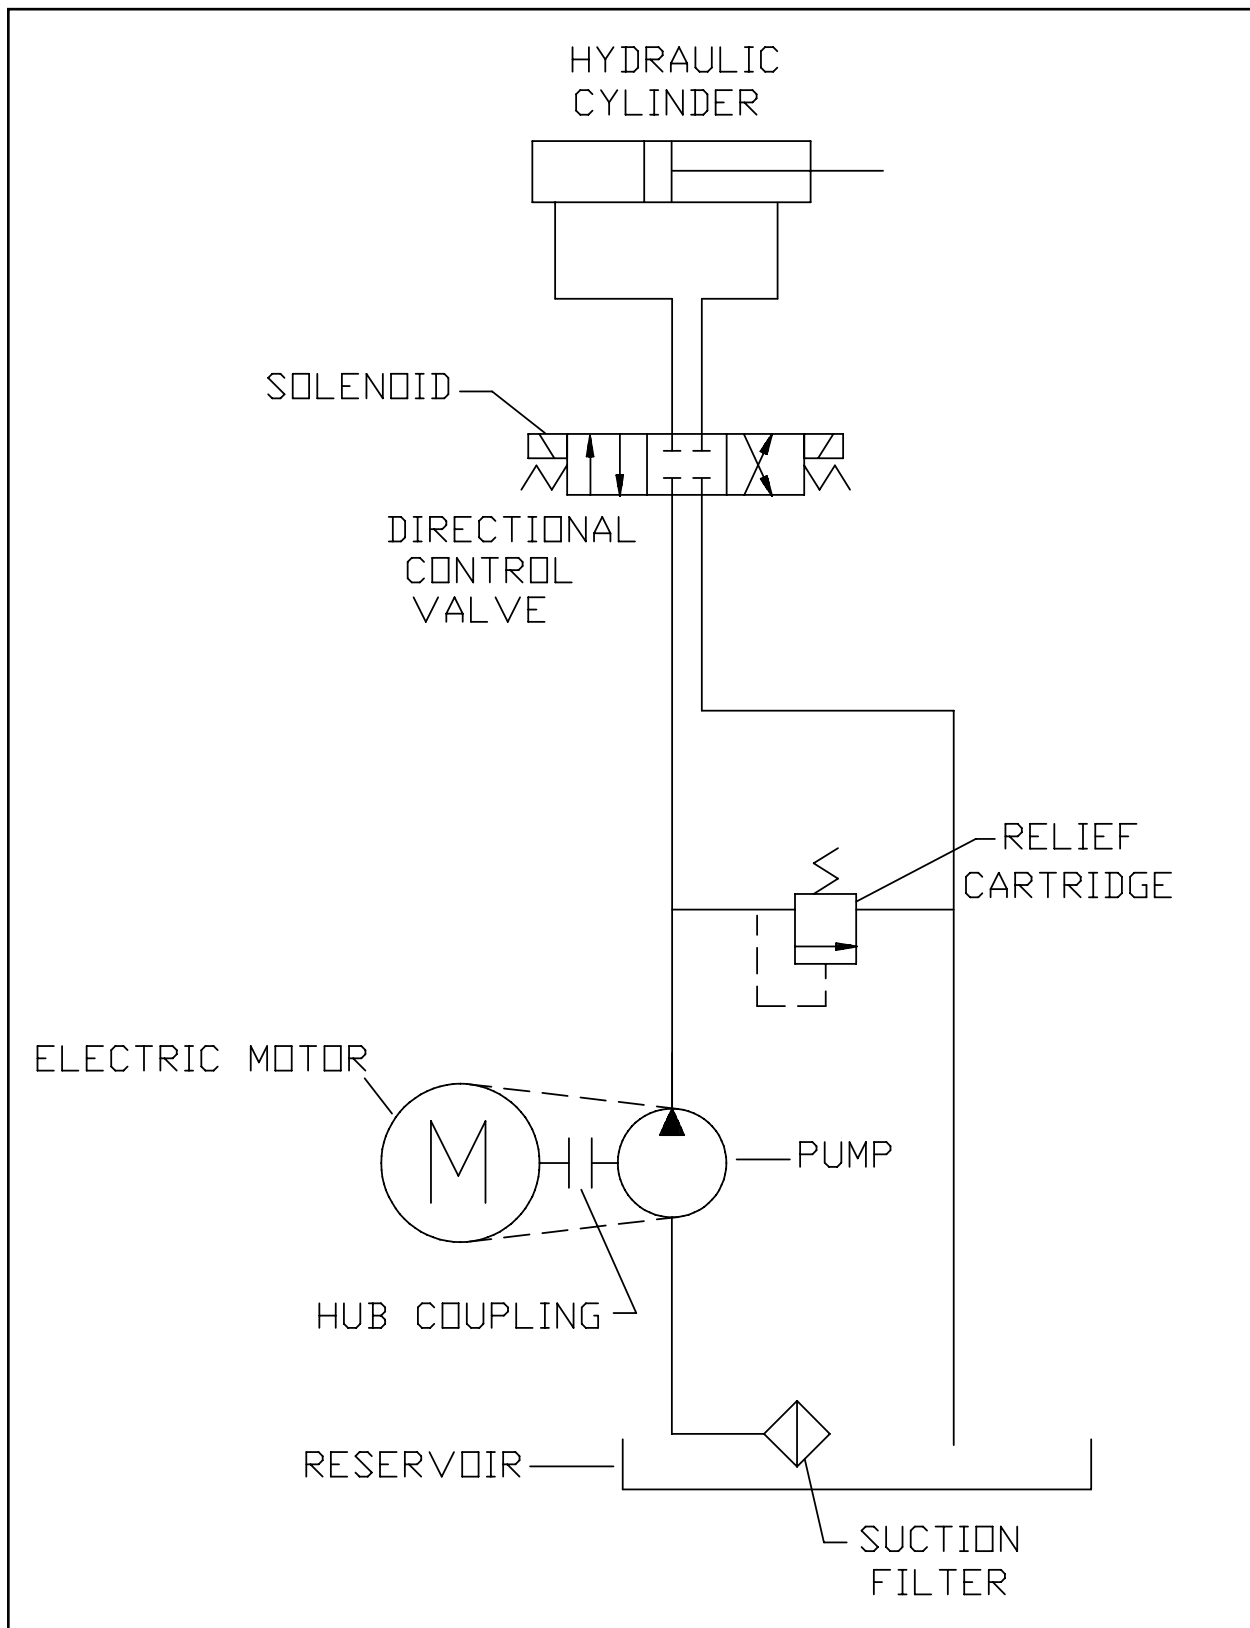 HYDRAULIC
CYLINDER
SOLENOID
DIRECTIONAL
CONTROL
VALVE
RELIEF
CARTRIDGE
ELECTRIC MOTOR
M
PUMP
HUB COUPLING
RESERVOIR
SUCTION
FILTER